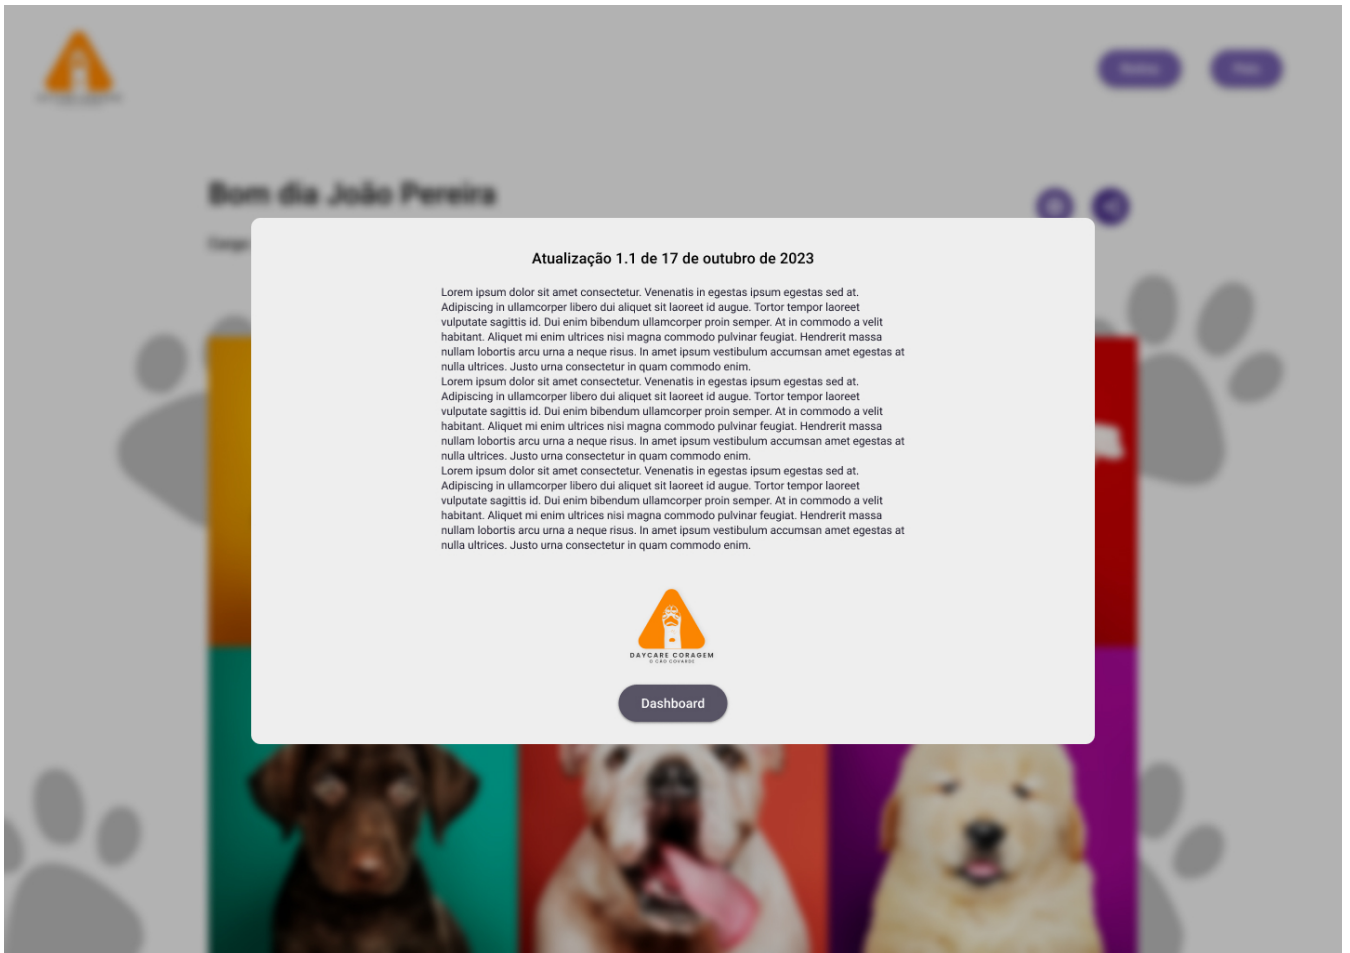 Bom dia João Pereira
Cargo
Atualização 1.1 de 17 de outubro de 2023
Lorem ipsum dolor sit amet consectetur. Venenatis in egestas ipsum egestas sed at.
Adipiscing in ullamcorper libero dui aliquet sit laoreet id augue. Tortor tempor laoreet
vulputate sagittis id. Dui enim bibendum ullamcorper proin semper. At in commodo a velit
habitant. Aliquet mi enim ultrices nisi magna commodo pulvinar feugiat. Hendrerit massa
nullam lobortis arcu urna a neque risus. In amet ipsum vestibulum accumsan amet egestas at
nulla ultrices. Justo urna consectetur in quam commodo enim.
Lorem ipsum dolor sit amet consectetur. Venenatis in egestas ipsum egestas sed at.
Adipiscing in ullamcorper libero dui aliquet sit laoreet id augue. Tortor tempor laoreet
vulputate sagittis id. Dui enim bibendum ullamcorper proin semper. At in commodo a velit
habitant. Aliquet mi enim ultrices nisi magna commodo pulvinar feugiat. Hendrerit massa
nullam lobortis arcu urna a neque risus. In amet ipsum vestibulum accumsan amet egestas at
nulla ultrices. Justo urna consectetur in quam commodo enim.
Lorem ipsum dolor sit amet consectetur. Venenatis in egestas ipsum egestas sed at.
Adipiscing in ullamcorper libero dui aliquet sit laoreet id augue. Tortor tempor laoreet
vulputate sagittis id. Dui enim bibendum ullamcorper proin semper. At in commodo a velit
habitant. Aliquet mi enim ultrices nisi magna commodo pulvinar feugiat. Hendrerit massa
nullam lobortis arcu urna a neque risus. In amet ipsum vestibulum accumsan amet egestas at
nulla ultrices. Justo urna consectetur in quam commodo enim.
DAYCARE CORAGEM
O CÃO COVARDE
Dashboard